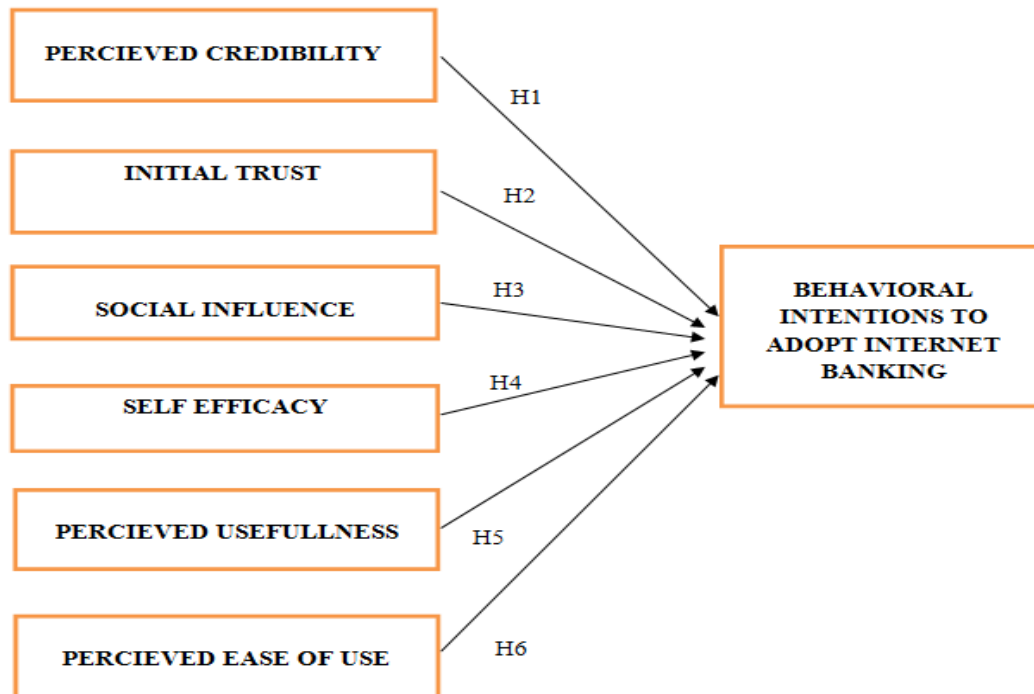 PERCIEVED CREDIBILITY
H1
INITIAL TRUST
H2
SOCIAL INFLUENCE
H3
SELF EFFICACY
H4
PERCIEVED USEFULLNESS
H5
PERCIEVED EASE OF USE
H6
BEHAVIORAL
INTENTIONS TO
ADOPT INTERNET
BANKING